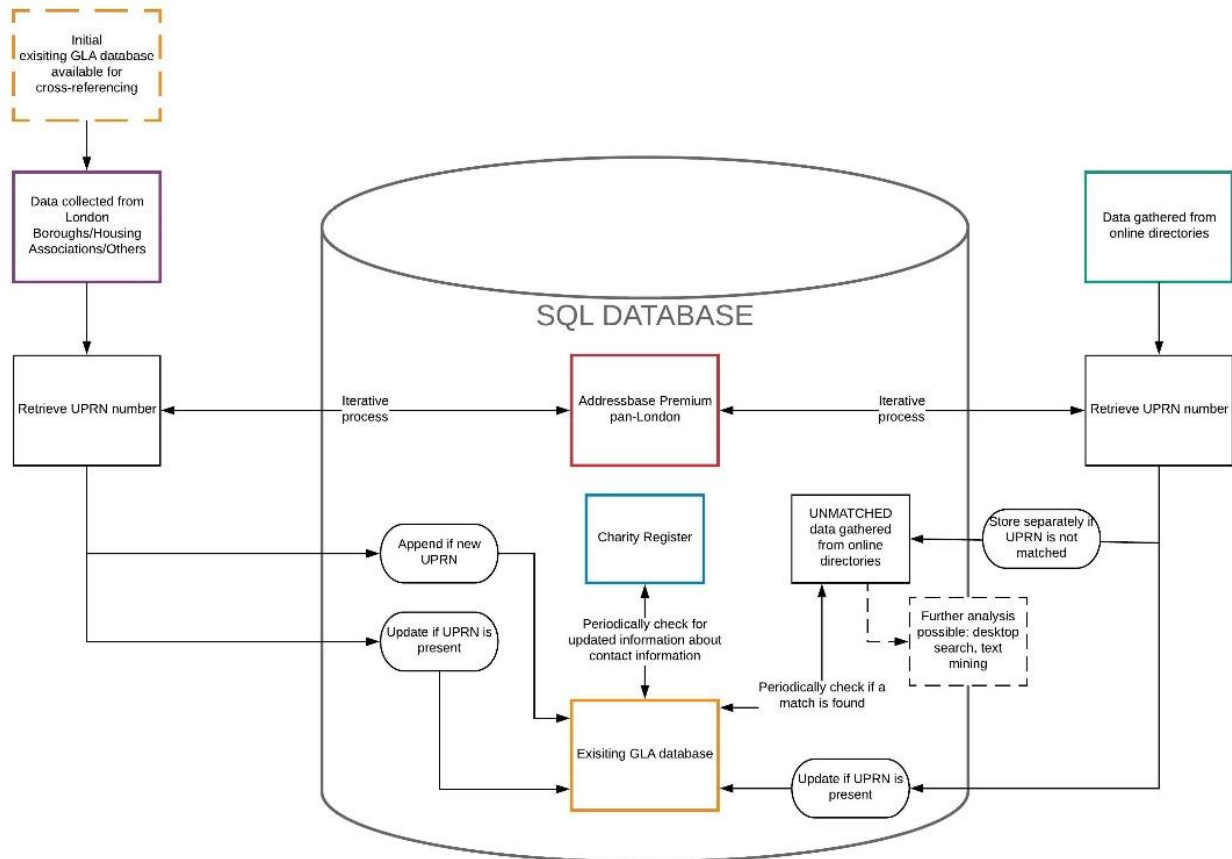 Initial
exisiting GLA database
available for
cross-referencing
Data collected from
London
Boroughs/Housing
Associations/Others
Data gathered from
online directories
SQL DATABASE
Retrieve UPRN number
Iterative
process
Addressbase Premium
pan-London
Iterative
process
Retrieve UPRN number
Append if new
UPRN
Charity Register
UNMATCHED
data gathered
from online
directories
Store separately if
UPRN is not
matched
Update if UPRN is
present
Periodically check for
updated information about
contact information
Further analysis
possible: desktop
search, text
mining
Periodically check if a
match is found
Exisiting GLA database
Update if UPRN is
present